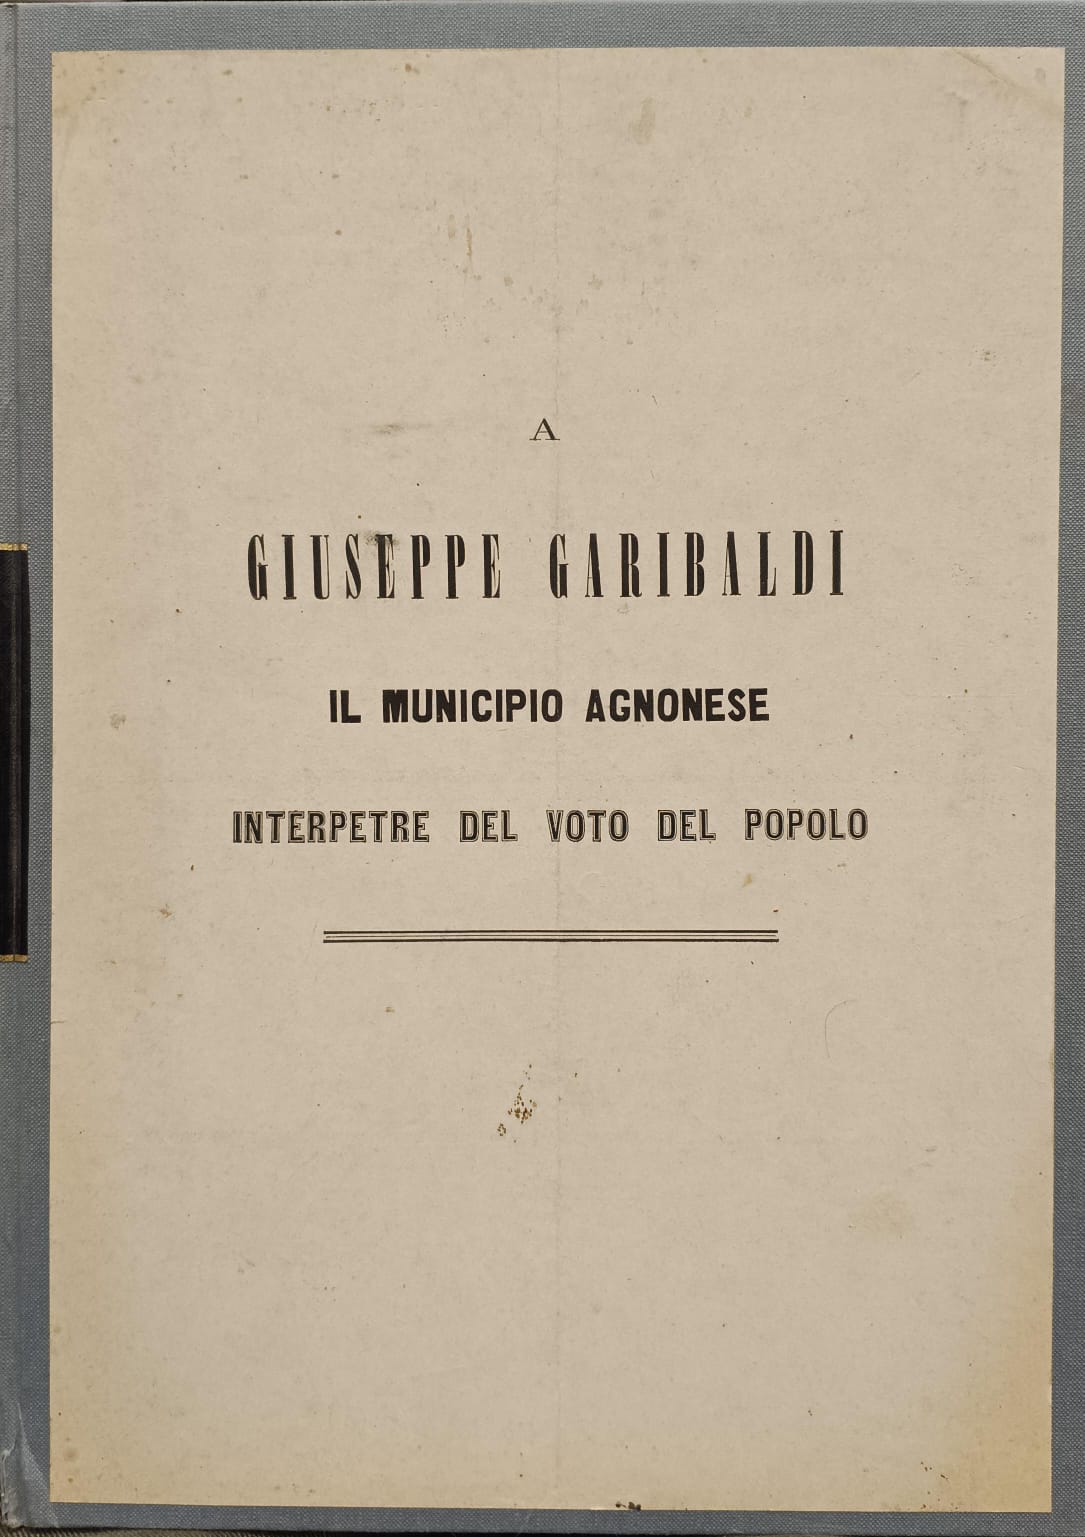 A
GIUSEPPE GARIBALDI
IL MUNICIPIO AGNONESE
INTERPETRE DEL VOTO DEL POPOLO